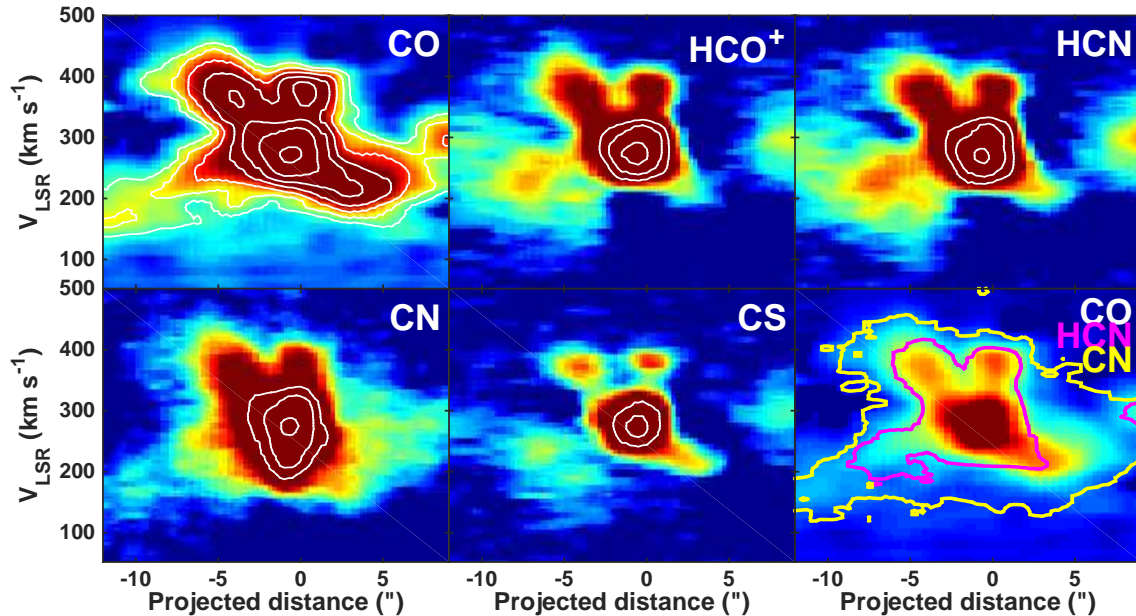 500
400
300
200
100
V_LSR (km s^-1)
CO
HCO^+
HCN
500
400
300
200
100
V_LSR (km s^-1)
CN
CS
CO
HCN
CN
-10 -5 0 5
-10 -5 0 5
-10 -5 0 5
Projected distance (")
Projected distance (")
Projected distance (")